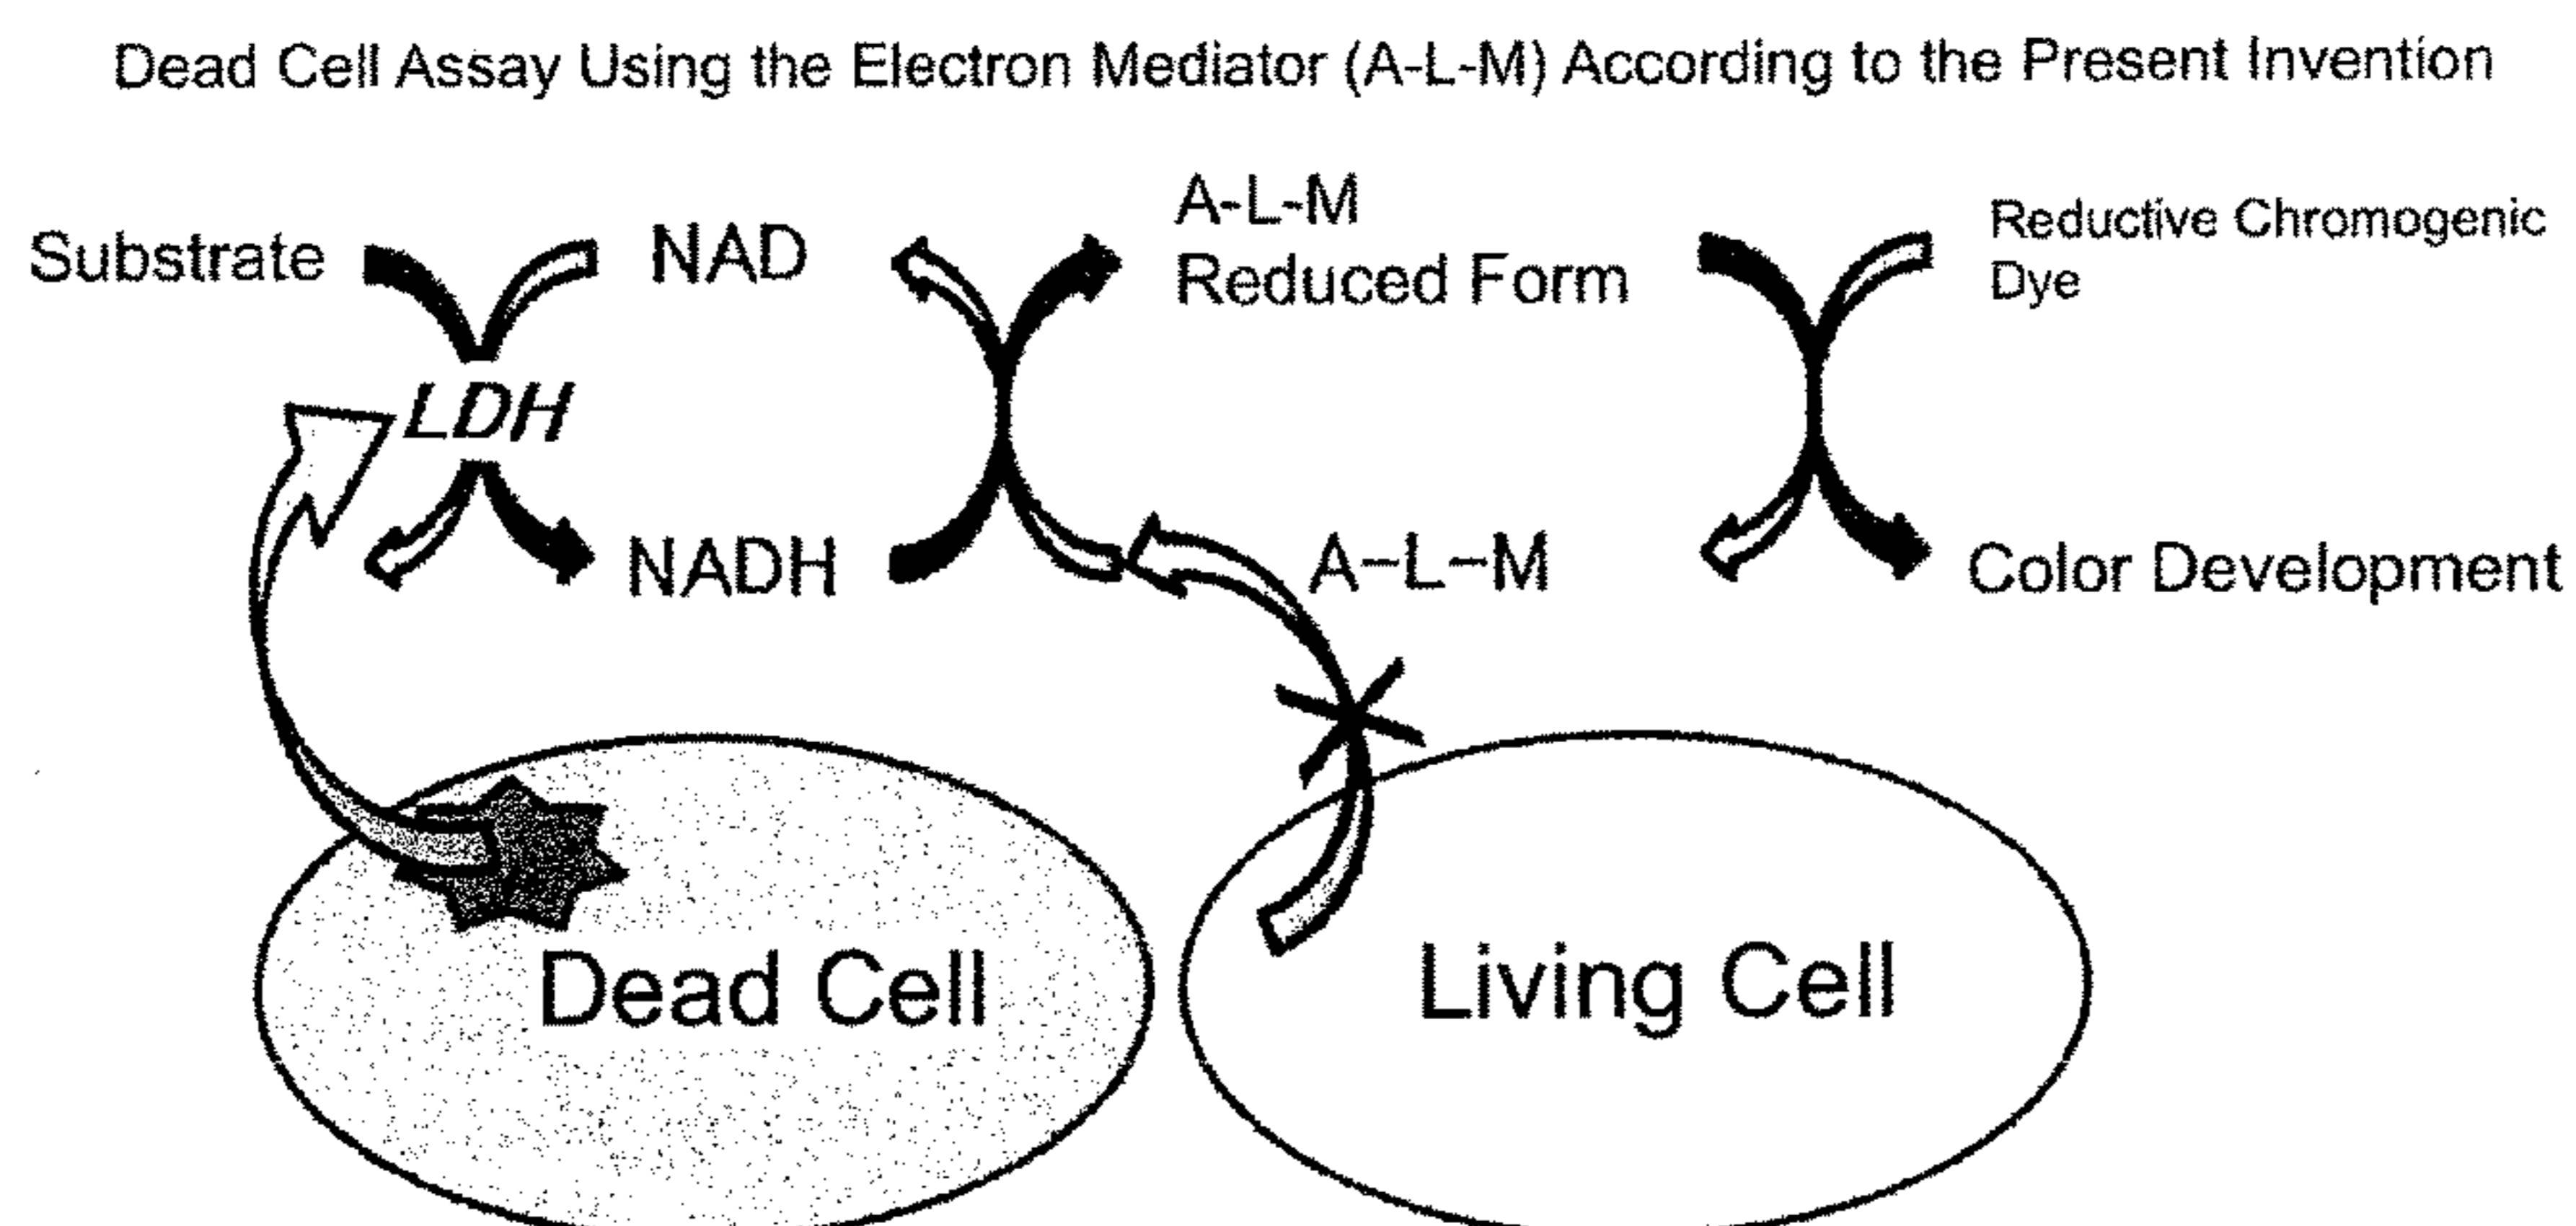 Dead Cell Assay Using the Electron Mediator (A-L-M) According to the Present Invention
Substrate
NAD
A-L-M
Reduced Form
Reductive Chromogenic
Dye
LDH
NADH
A-L-M
Color Development
Dead Cell
Living Cell